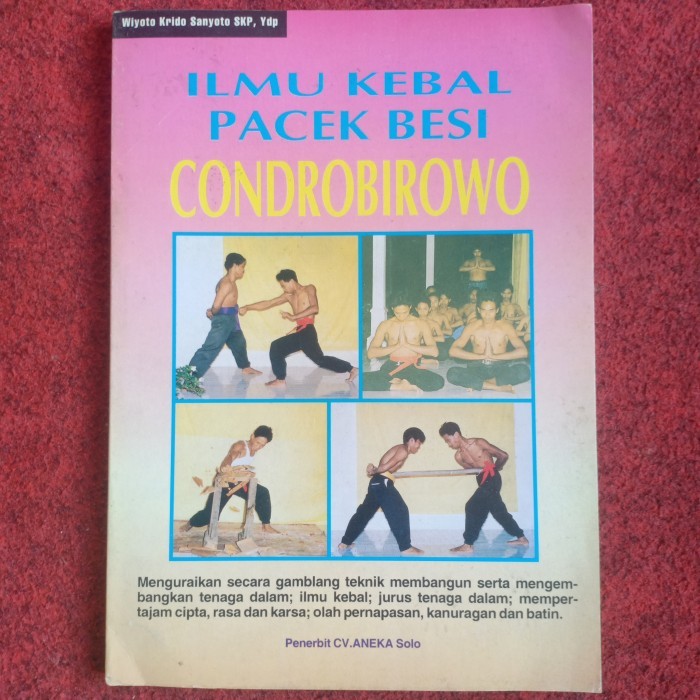 Wiyoto Krido Sanyoto SKP, Ydp
ILMU KEBAL
PACEK BESI
CONDROBIROWO
Menguraikan secara gamblang teknik membangun serta mengem-
bangkan tenaga dalam; ilmu kebal; jurus tenaga dalam; memper-
tajam cipta, rasa dan karsa; olah pernapasan, kanuragan dan batin.
Penerbit CV.ANEKA Solo